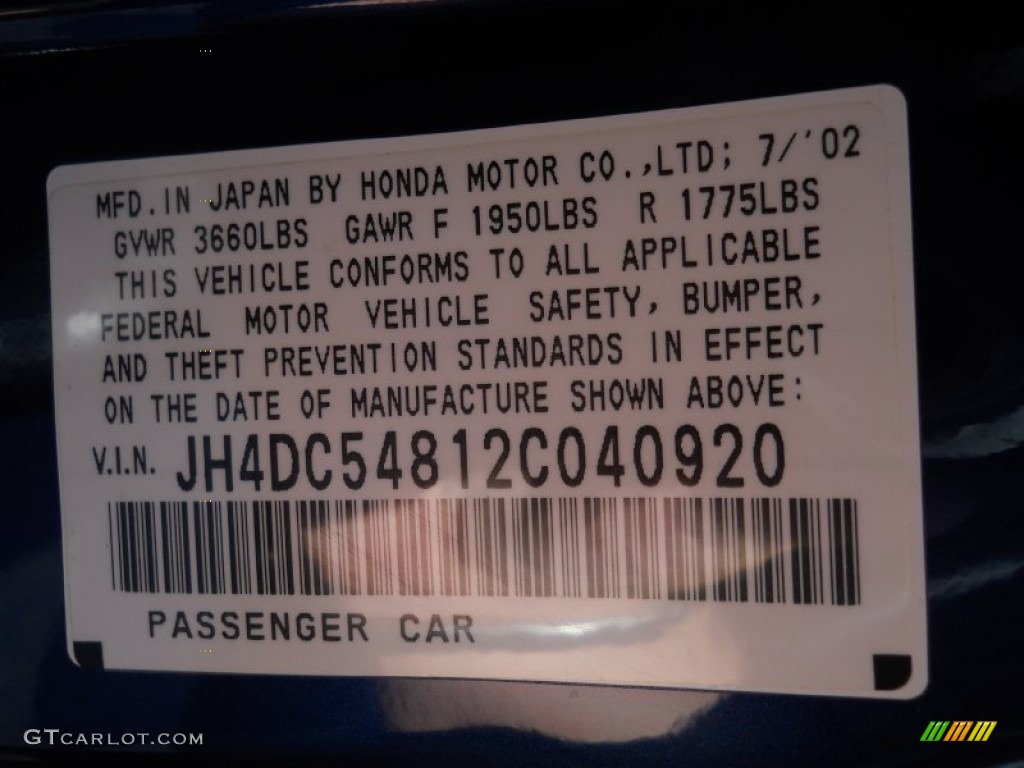 MFD.IN JAPAN BY HONDA MOTOR CO.,LTD; 7/'02
GVWR 3660LBS GAWR F 1950LBS R 1775LBS
THIS VEHICLE CONFORMS TO ALL APPLICABLE
FEDERAL MOTOR VEHICLE SAFETY, BUMPER,
AND THEFT PREVENTION STANDARDS IN EFFECT
ON THE DATE OF MANUFACTURE SHOWN ABOVE:
V.I.N. JH4DC54812C040920
PASSENGER CAR
GTCARLOT.COM